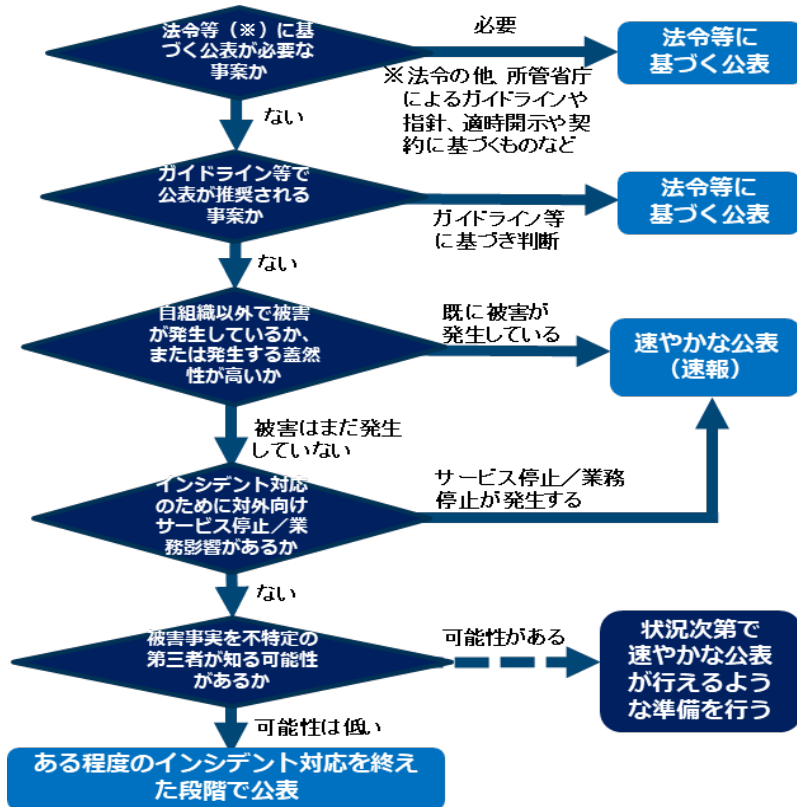 法令等（※）に基
づく公表が必要な
事案か
必要
法令等に
基づく公表
※法令の他、所管省庁
によるガイドラインや
指針、適時開示や契
約に基づくものなど
ない
ガイドライン等で
公表が推奨される
事案か
ガイドライン等
に基づき判断
法令等に
基づく公表
ない
自組織以外で被害
が発生しているか、
または発生する蓋然
性が高いか
既に被害が
発生している
速やかな公表
（速報）
被害はまだ発生
していない
インシデント対応
のために対外向け
サービス停止／業
務影響があるか
サービス停止／業務
停止が発生する
ない
被害事実を不特定の
第三者が知る可能性
があるか
可能性がある
状況次第で
速やかな公表
が行えるよう
な準備を行う
可能性は低い
ある程度のインシデント対応を終え
た段階で公表